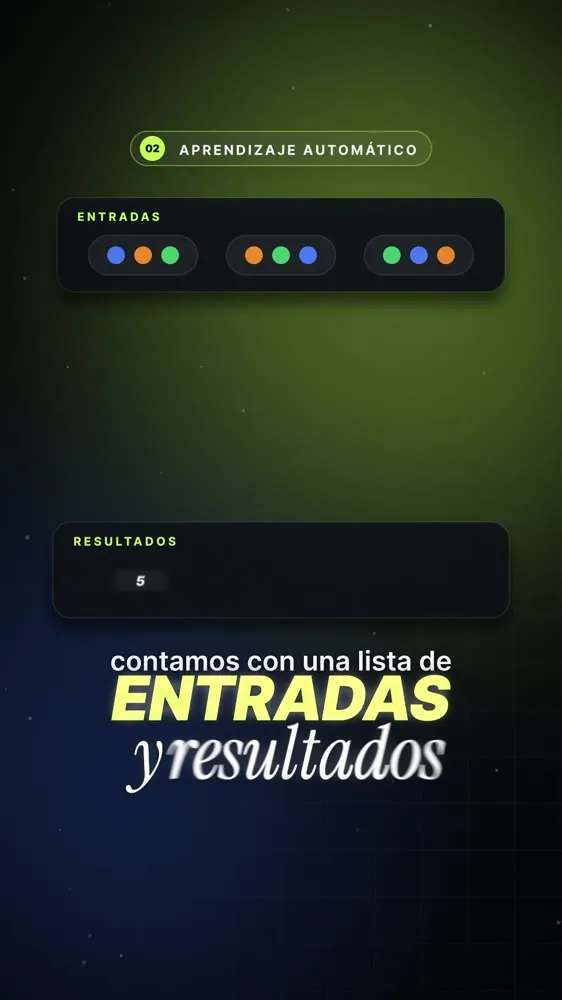 02 APRENDIZAJE AUTOMÁTICO
ENTRADAS
RESULTADOS
5
contamos con una lista de
ENTRADAS
y resultados